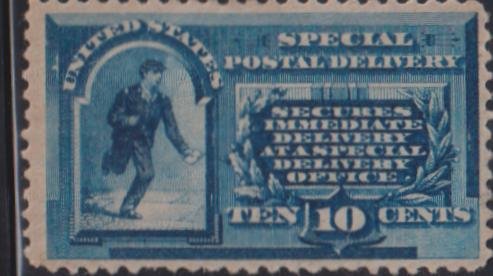 UNITED STATES
SPECIAL
POSTAL DELIVERY
SECURES
IMMEDIATE
DELIVERY
AT A SPECIAL
DELIVERY
OFFICE.
TEN 10 CENTS